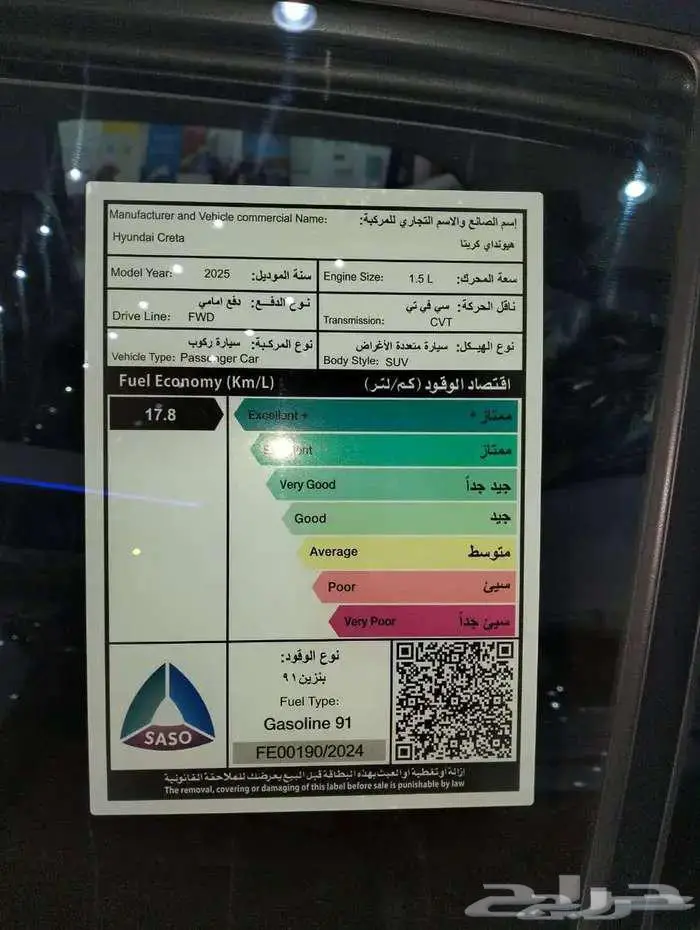 Manufacturer and Vehicle commercial Name: إسم الصانع والاسم التجاري للمركبة:
Hyundai Creta هيونداي كريتا
Model Year: 2025 سنة الموديل: Engine Size: 1.5 L سعة المحرك:
نوع الدفع: دفع امامي ناقل الحركة: سي في تي
Drive Line: FWD Transmission: CVT
نوع المركبة: سيارة ركوب نوع الهيكل: سيارة متعدة الأغراض
Vehicle Type: Passenger Car Body Style: SUV
Fuel Economy (Km/L) اقتصاد الوقود (كم/لتر)
17.8 Excellent + ممتاز +
Excellent ممتاز
Very Good جيد جداً
Good جيد
Average متوسط
Poor سيئ
Very Poor سيئ جداً
نوع الوقود:
بنزين ٩١
Fuel Type:
Gasoline 91
SASO
FE00190/2024
إزالة أو تغطية أو العبث بهذه البطاقة قبل البيع يعرضك للملاحقة القانونية
The removal, covering or damaging of this label before sale is punishable by law
حراج